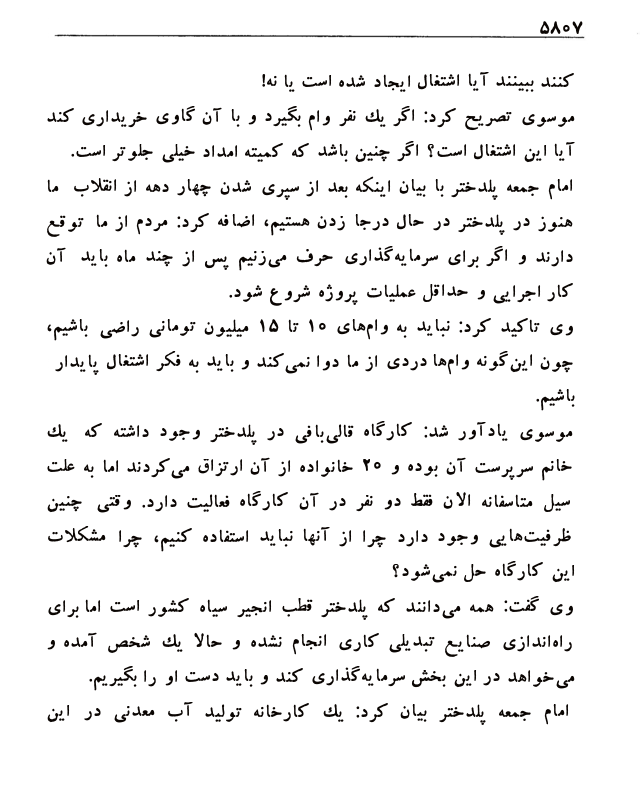 ۵۸۰۷
کنند ببینند آیا اشتغال ایجاد شده است یا نه!
موسوی تصریح کرد: اگر یك نفر وام بگیرد و با آن گاوی خریداری کند
آیا این اشتغال است؟ اگر چنین باشد که کمیته امداد خیلی جلوتر است.
امام جمعه پلدختر با بیان اینکه بعد از سپری شدن چهار دهه از انقلاب ما
هنوز در پلدختر در حال درجا زدن هستیم، اضافه کرد: مردم از ما توقع
دارند و اگر برای سرمایه‌گذاری حرف می‌زنیم پس از چند ماه باید آن
کار اجرایی و حداقل عملیات پروژه شروع شود.
وی تاکید کرد: نباید به وام‌های ۱۰ تا ۱۵ میلیون تومانی راضی باشیم،
چون این‌گونه وام‌ها دردی از ما دوا نمی‌کند و باید به فکر اشتغال پایدار
باشیم.
موسوی یادآور شد: کارگاه قالی‌بافی در پلدختر وجود داشته که یك
خانم سرپرست آن بوده و ۲۰ خانواده از آن ارتزاق می‌کردند اما به علت
سیل متاسفانه الان فقط دو نفر در آن کارگاه فعالیت دارد. وقتی چنین
ظرفیت‌هایی وجود دارد چرا از آنها نباید استفاده کنیم، چرا مشکلات
این کارگاه حل نمی‌شود؟
وی گفت: همه می‌دانند که پلدختر قطب انجیر سیاه کشور است اما برای
راه‌اندازی صنایع تبدیلی کاری انجام نشده و حالا یك شخص آمده و
می‌خواهد در این بخش سرمایه‌گذاری کند و باید دست او را بگیریم.
امام جمعه پلدختر بیان کرد: یك کارخانه تولید آب معدنی در این